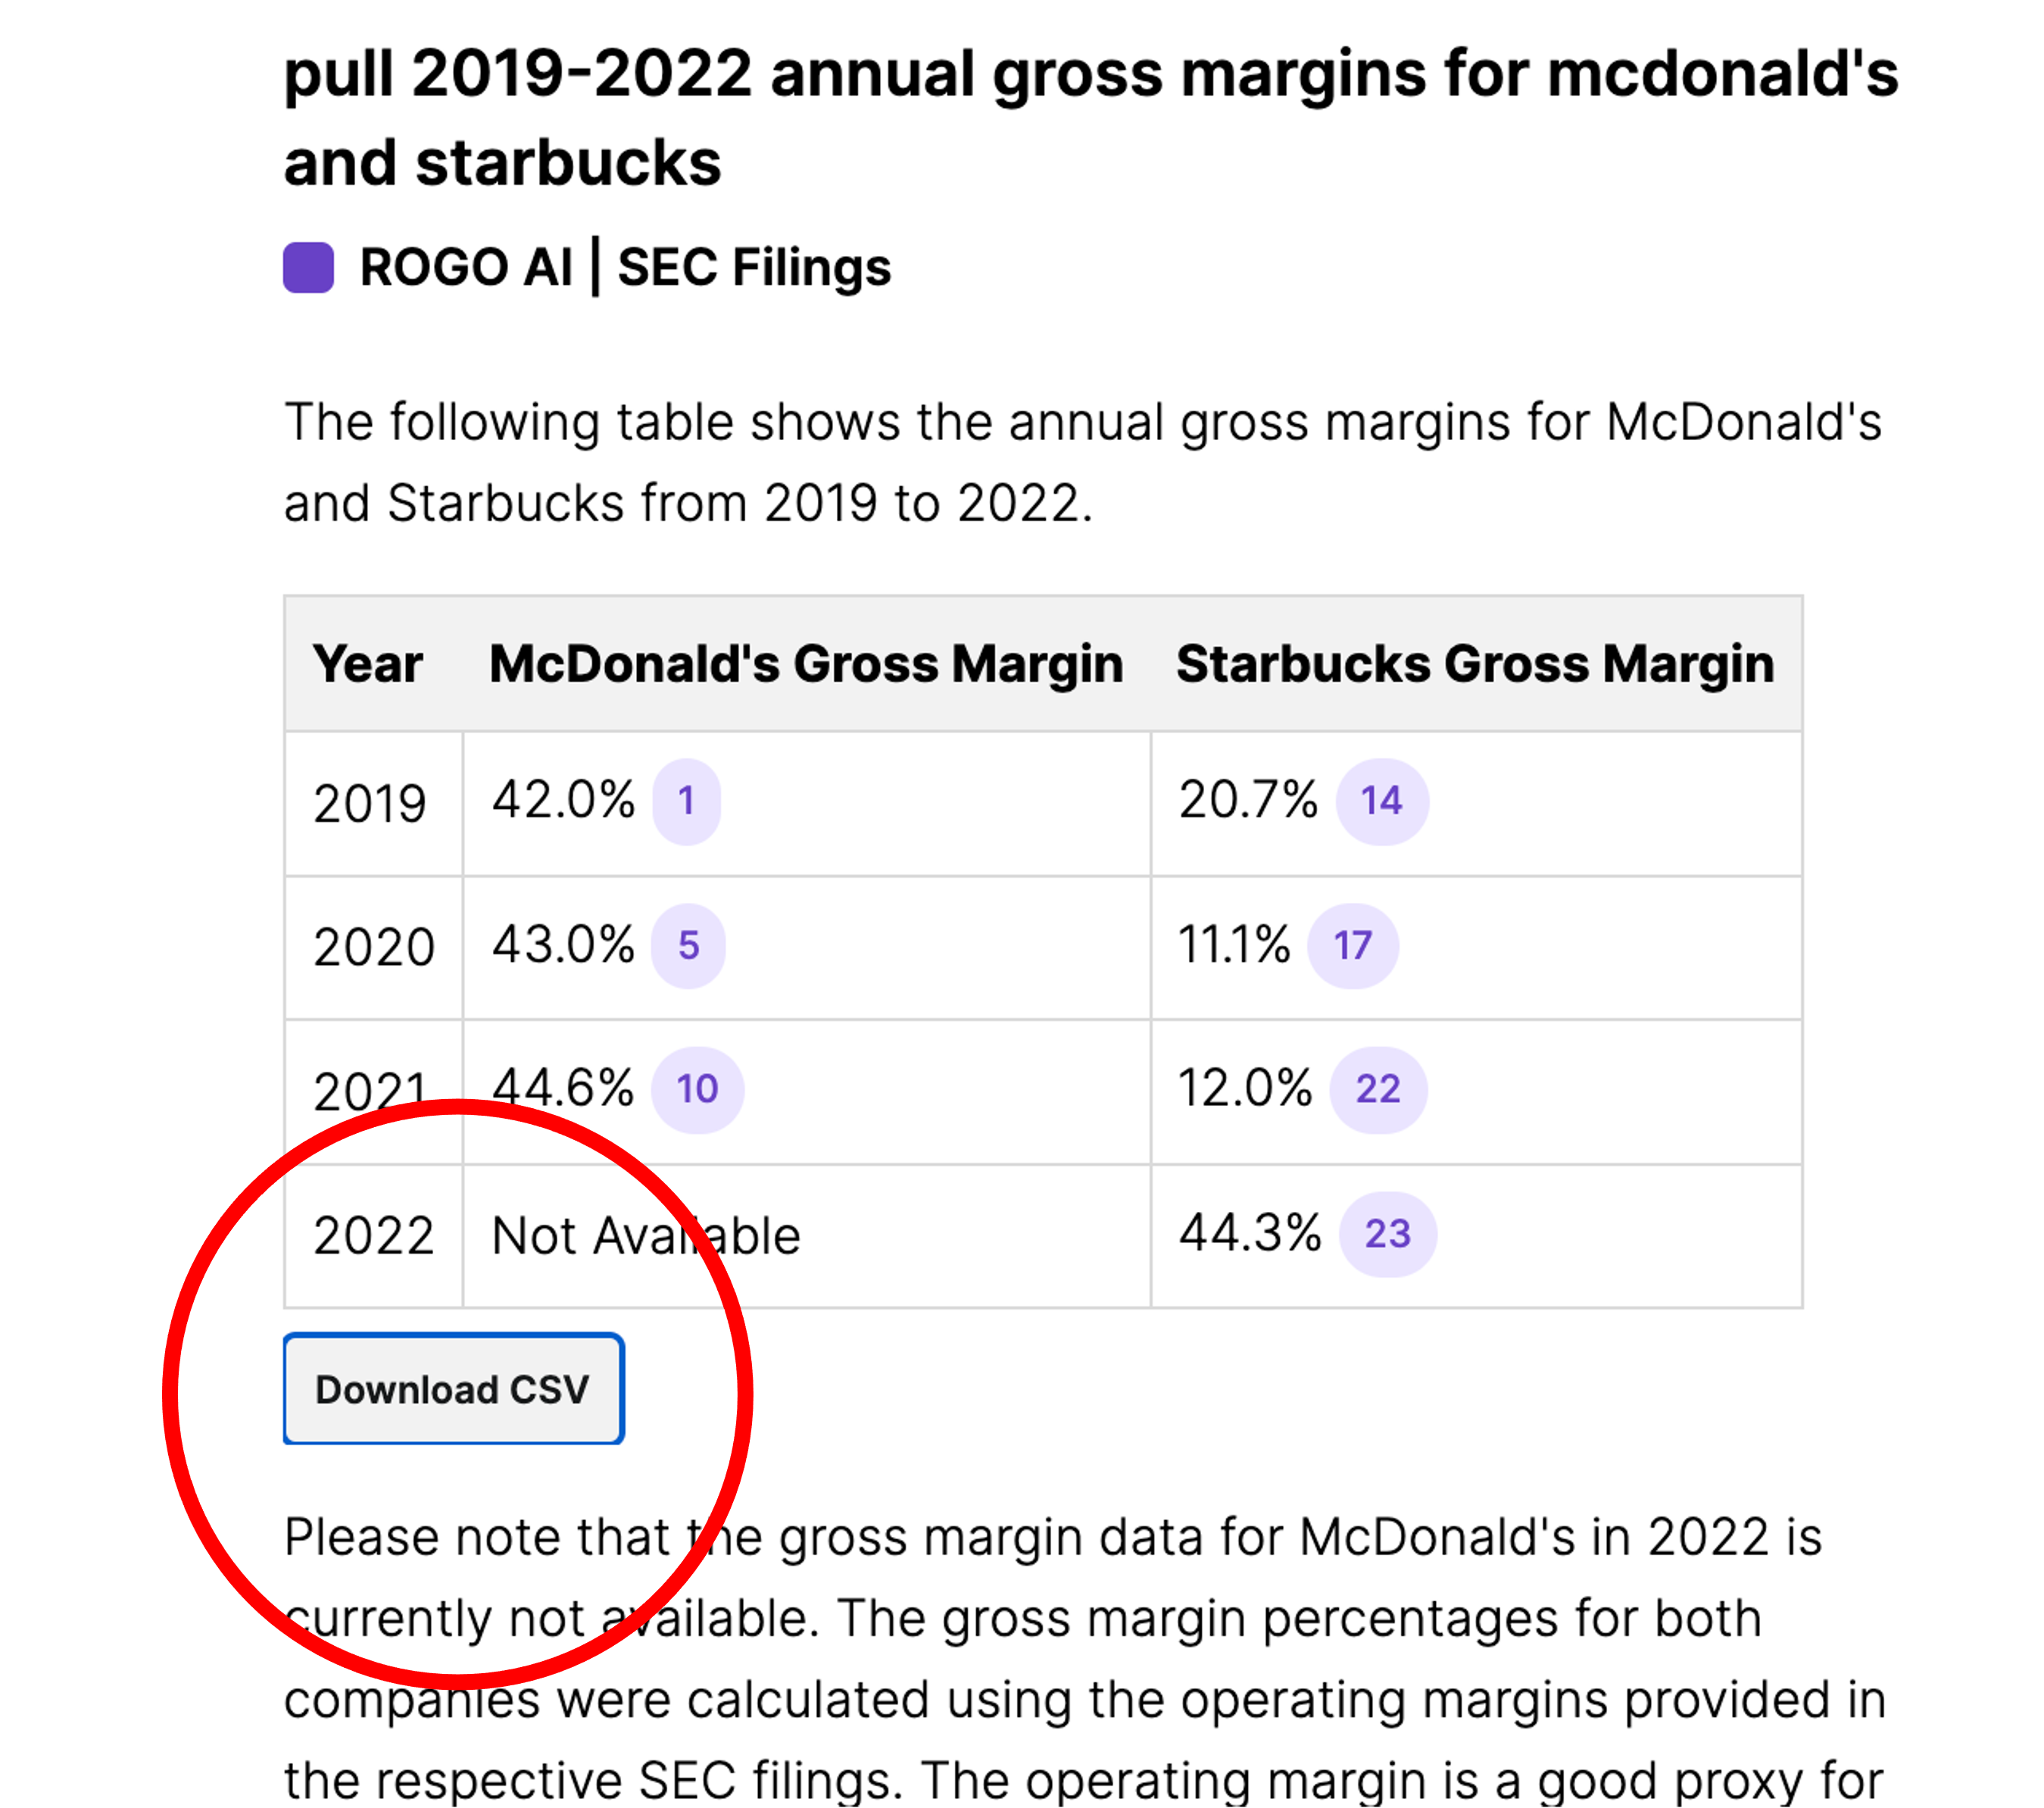 pull 2019-2022 annual gross margins for mcdonald's
and starbucks
ROGO AI | SEC Filings
The following table shows the annual gross margins for McDonald's
and Starbucks from 2019 to 2022.
Year McDonald's Gross Margin Starbucks Gross Margin
2019 42.0% 1 20.7% 14
2020 43.0% 5 11.1% 17
2021 44.6% 10 12.0% 22
2022 Not Available 44.3% 23
Download CSV
Please note that the gross margin data for McDonald's in 2022 is
currently not available. The gross margin percentages for both
companies were calculated using the operating margins provided in
the respective SEC filings. The operating margin is a good proxy for